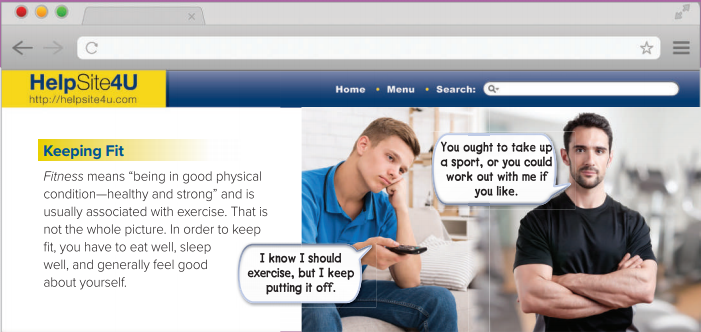 HelpSite4U
http://helpsite4u.com
Home • Menu • Search:
Keeping Fit
Fitness means “being in good physical
condition—healthy and strong” and is
usually associated with exercise. That is
not the whole picture. In order to keep
fit, you have to eat well, sleep
well, and generally feel good
about yourself.
I know I should
exercise, but I keep
putting it off.
You ought to take up
a sport, or you could
work out with me if
you like.